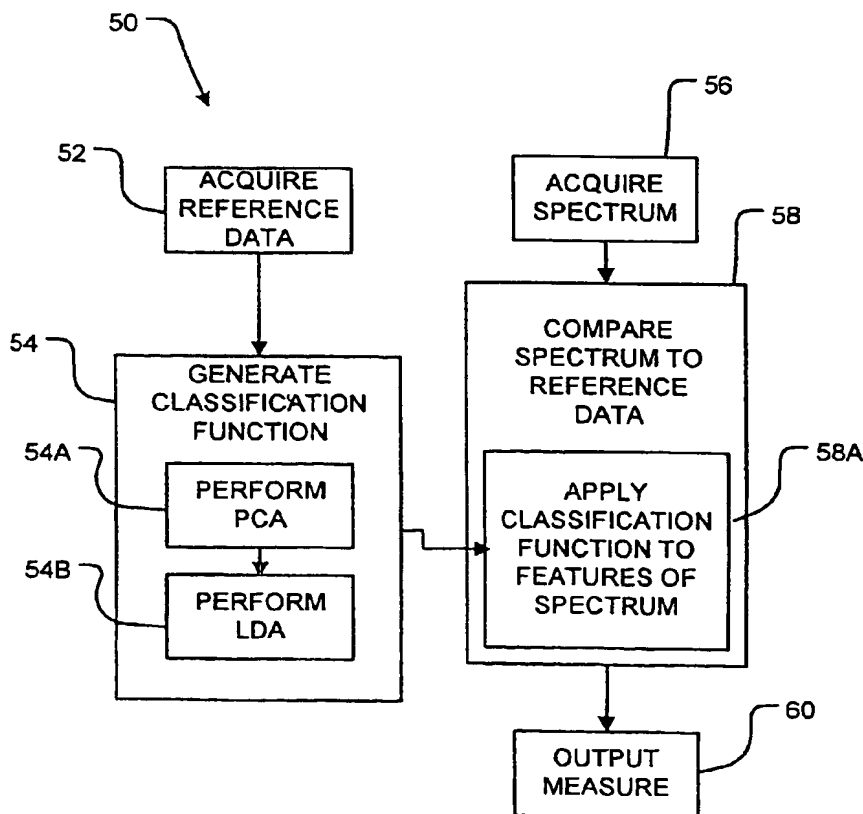 50
52
ACQUIRE
REFERENCE
DATA
56
ACQUIRE
SPECTRUM
54
GENERATE
CLASSIFICATION
FUNCTION
54A
PERFORM
PCA
54B
PERFORM
LDA
58
COMPARE
SPECTRUM TO
REFERENCE
DATA
58A
APPLY
CLASSIFICATION
FUNCTION TO
FEATURES OF
SPECTRUM
60
OUTPUT
MEASURE